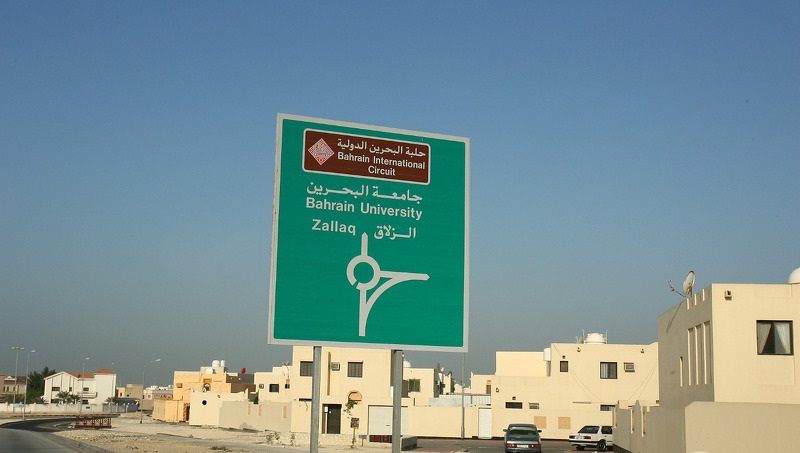 حلبة البحرين الدولية
Bahrain International
Circuit
جامعة البحرين
Bahrain University
Zallaq الزلاق